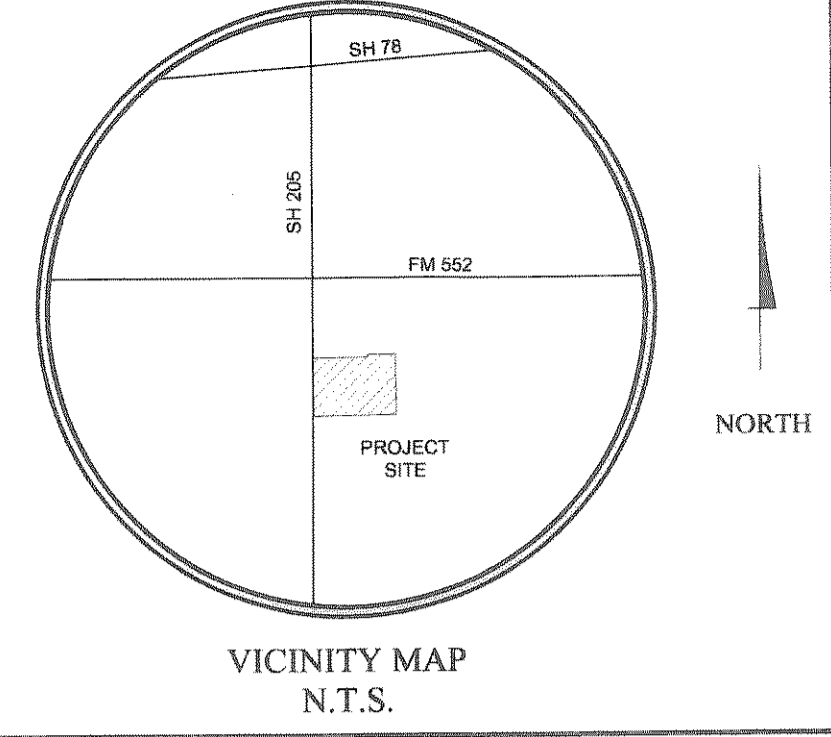 SH 78
SH 205
FM 552
PROJECT
SITE
NORTH
VICINITY MAP
N.T.S.